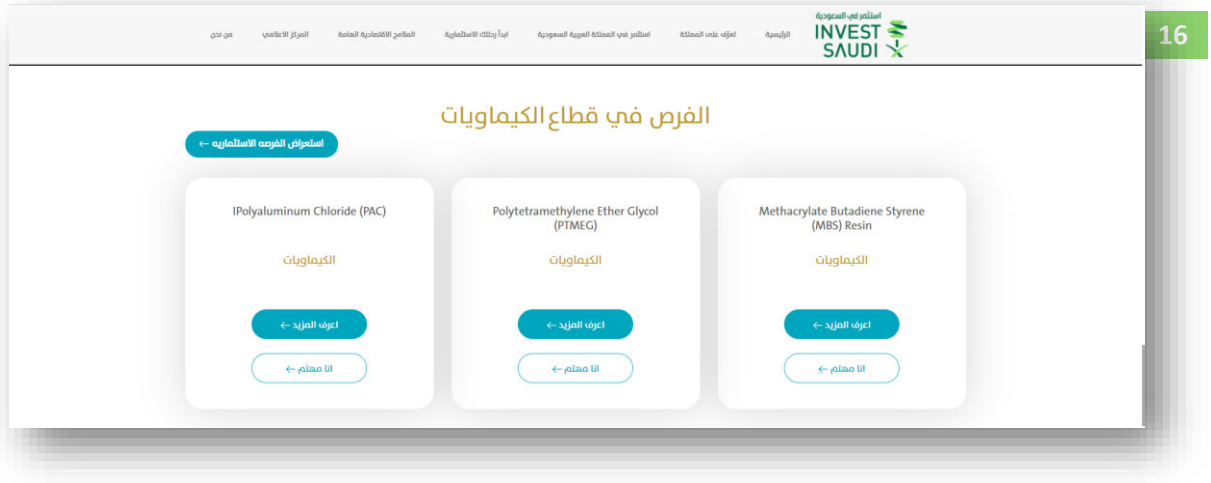 16
استثمر في السعودية
INVEST
SAUDI
الرئيسية
تعرّف على المملكة
استثمر في المملكة العربية السعودية
ابدأ رحلتك الاستثمارية
الملامح الاقتصادية الهامة
المركز الاعلامي
من نحن
الفرص في قطاع الكيماويات
استعراض الفرصه الاستثماريه ←
Methacrylate Butadiene Styrene
(MBS) Resin
الكيماويات
اعرف المزيد ←
انا مهتم ←
Polytetramethylene Ether Glycol
(PTMEG)
الكيماويات
اعرف المزيد ←
انا مهتم ←
IPolyaluminum Chloride (PAC)
الكيماويات
اعرف المزيد ←
انا مهتم ←